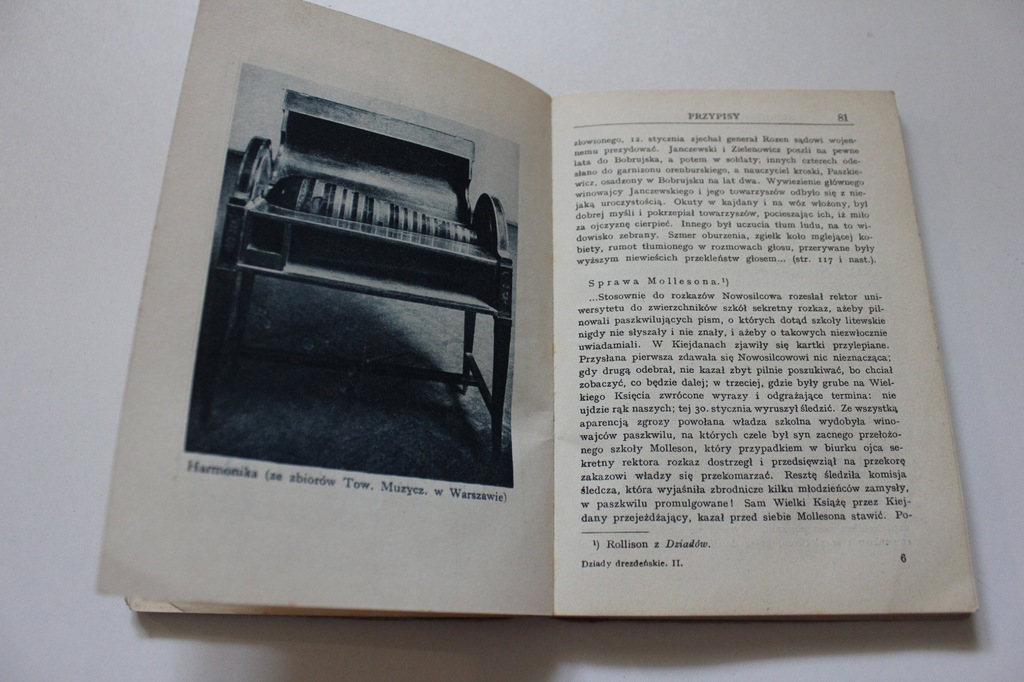 Harmonika (ze zbiorów Tow. Muzycz. w Warszawie)
PRZYPISY 81
złowionego, 12. stycznia zjechał generał Rozen sądowi wojen-
nemu prezydować. Janczewski i Zielenowicz poszli na pewne
lata do Bobrujska, a potem w sołdaty; innych czterech ode-
słano do garnizonu orenburskiego, a nauczyciel kroski, Paszkie-
wicz, osadzony w Bobrujsku na lat dwa. Wywiezienie głównego
winowajcy Janczewskiego i jego towarzyszów odbyło się z nie-
jaką uroczystością. Okuty w kajdany i na wóz włożony, był
dobrej myśli i pokrzepiał towarzyszów, pocieszając ich, iż miło
za ojczyznę cierpieć. Innego był uczucia tłum ludu, na to wi-
dowisko zebrany. Szmer oburzenia, zgiełk koło mglejącej ko-
biety, rumot tłumionego w rozmowach głosu, przerywane były
wyższym niewieścich przekleństw głosem... (str. 117 i nast.).
Sprawa Mollesona.¹)
...Stosownie do rozkazów Nowosilcowa rozesłał rektor uni-
wersytetu do zwierzchników szkół sekretny rozkaz, ażeby pil-
nowali paszkwilujących pism, o których dotąd szkoły litewskie
nigdy nie słyszały i nie znały, i ażeby o takowych niezwłocznie
uwiadamiali. W Kiejdanach zjawiły się kartki przylepiane.
Przysłana pierwsza zdawała się Nowosilcowowi nic nieznacząca;
gdy drugą odebrał, nie kazał zbyt pilnie poszukiwać, bo chciał
zobaczyć, co będzie dalej; w trzeciej, gdzie były grube na Wiel-
kiego Księcia zwrócone wyrazy i odgrażające termina: nie
ujdzie rąk naszych; tej 30. stycznia wyruszył śledzić. Ze wszystką
aparencją zgrozy powołana władza szkolna wydobyła wino-
wajców paszkwilu, na których czele był syn zacnego przełożo-
nego szkoły Molleson, który przypadkiem w biurku ojca se-
kretny rektora rozkaz dostrzegł i przedsięwziął na przekorę
zakazowi władzy się przekomarzać. Resztę śledziła komisja
śledcza, która wyjaśniła zbrodnicze kilku młodzieńców zamysły,
w paszkwilu promulgowane! Sam Wielki Książę przez Kiej-
dany przejeżdżający, kazał przed siebie Mollesona stawić. Po-
¹) Rollison z Dziadów.
Dziady drezdeńskie. II. 6